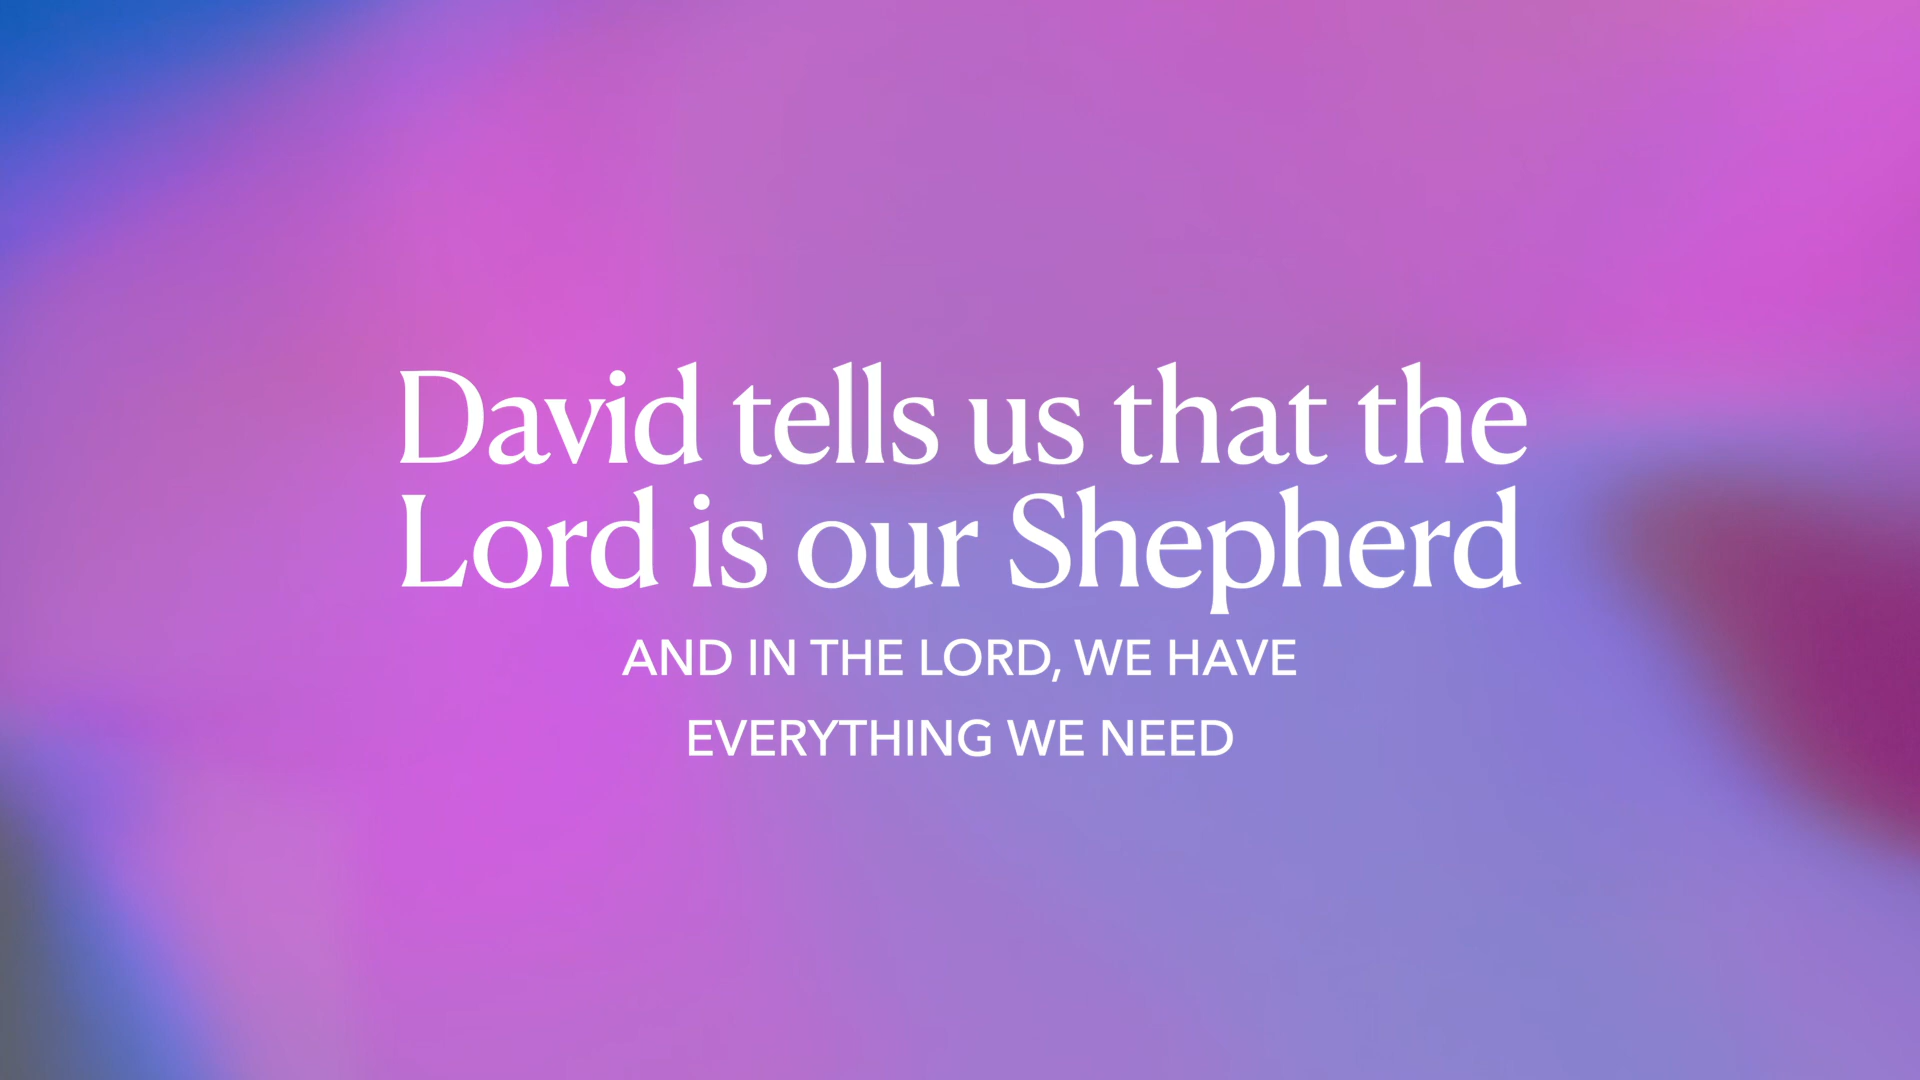 David tells us that the
Lord is our Shepherd
AND IN THE LORD, WE HAVE
EVERYTHING WE NEED